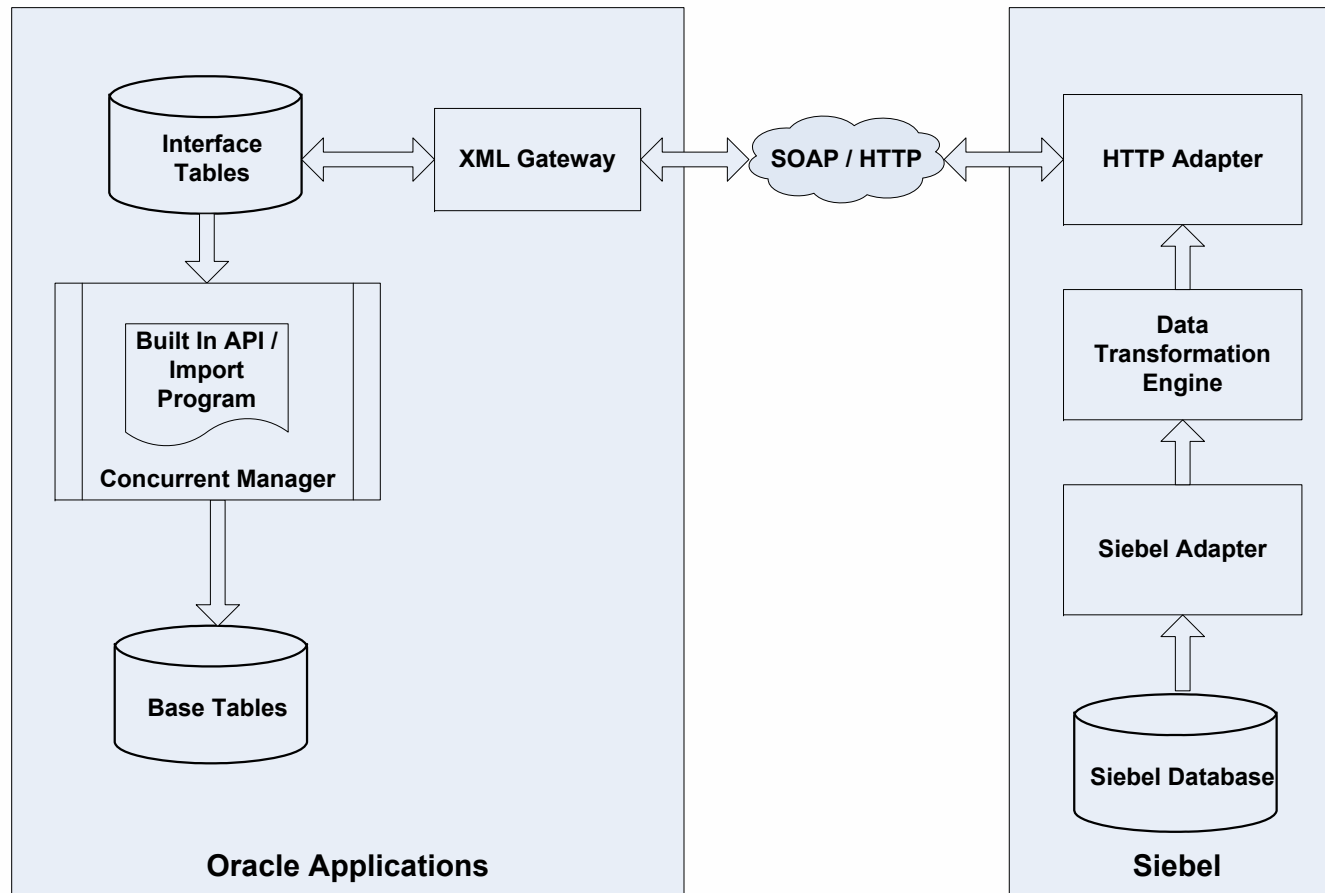 Interface
Tables
XML Gateway
SOAP / HTTP
HTTP Adapter
Built In API /
Import
Program
Concurrent Manager
Data
Transformation
Engine
Siebel Adapter
Base Tables
Siebel Database
Oracle Applications
Siebel